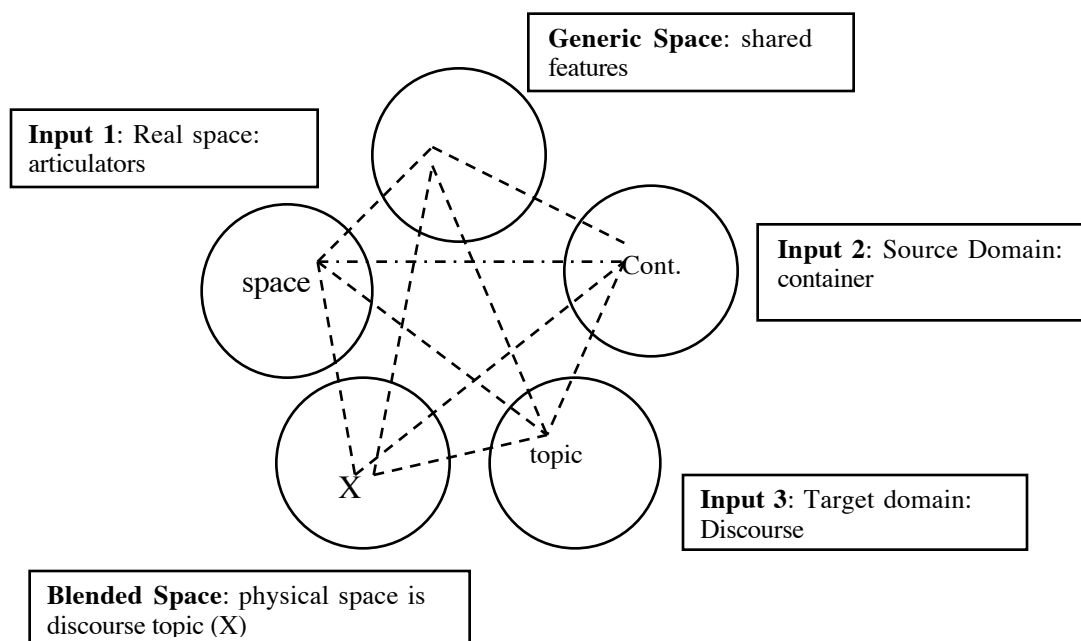 Generic Space: shared
features
Input 1: Real space:
articulators
Input 2: Source Domain:
container
Cont.
space
topic
X
Input 3: Target domain:
Discourse
Blended Space: physical space is
discourse topic (X)